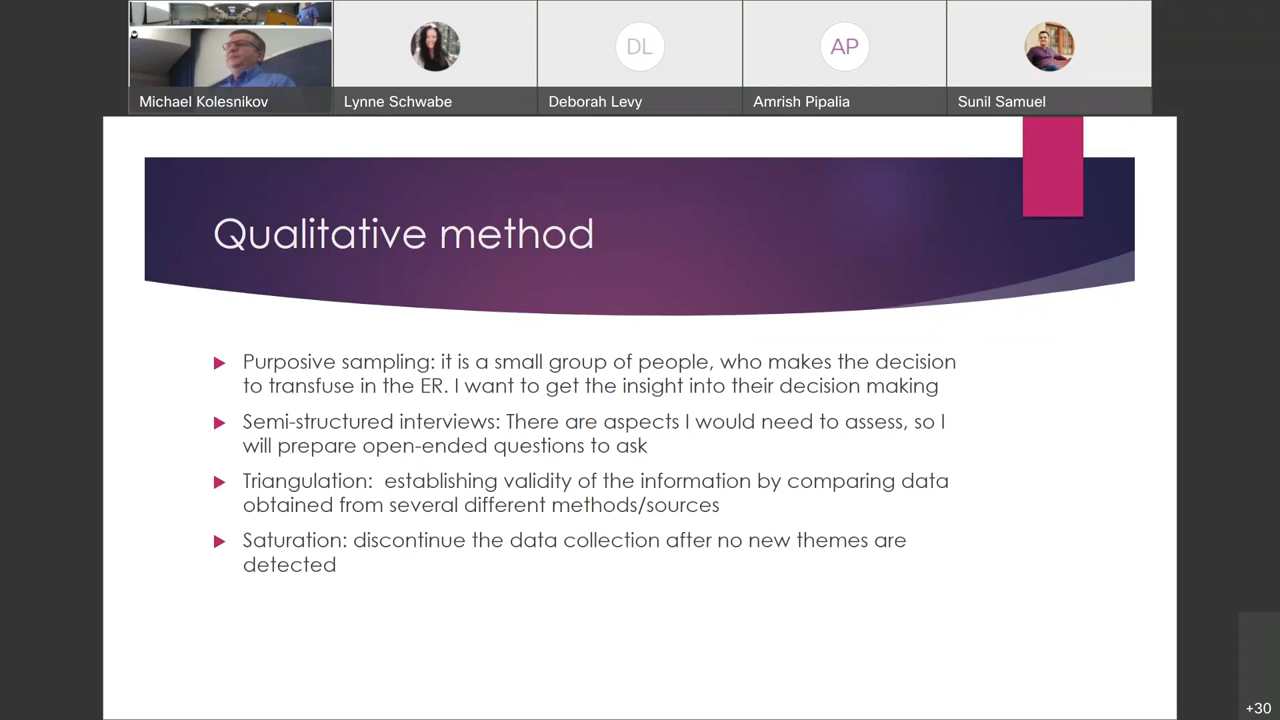 Michael Kolesnikov
Lynne Schwabe
DL
Deborah Levy
AP
Amrish Pipalia
Sunil Samuel
Qualitative method
Purposive sampling: it is a small group of people, who makes the decision
to transfuse in the ER. I want to get the insight into their decision making
Semi-structured interviews: There are aspects I would need to assess, so I
will prepare open-ended questions to ask
Triangulation:  establishing validity of the information by comparing data
obtained from several different methods/sources
Saturation: discontinue the data collection after no new themes are
detected
+30